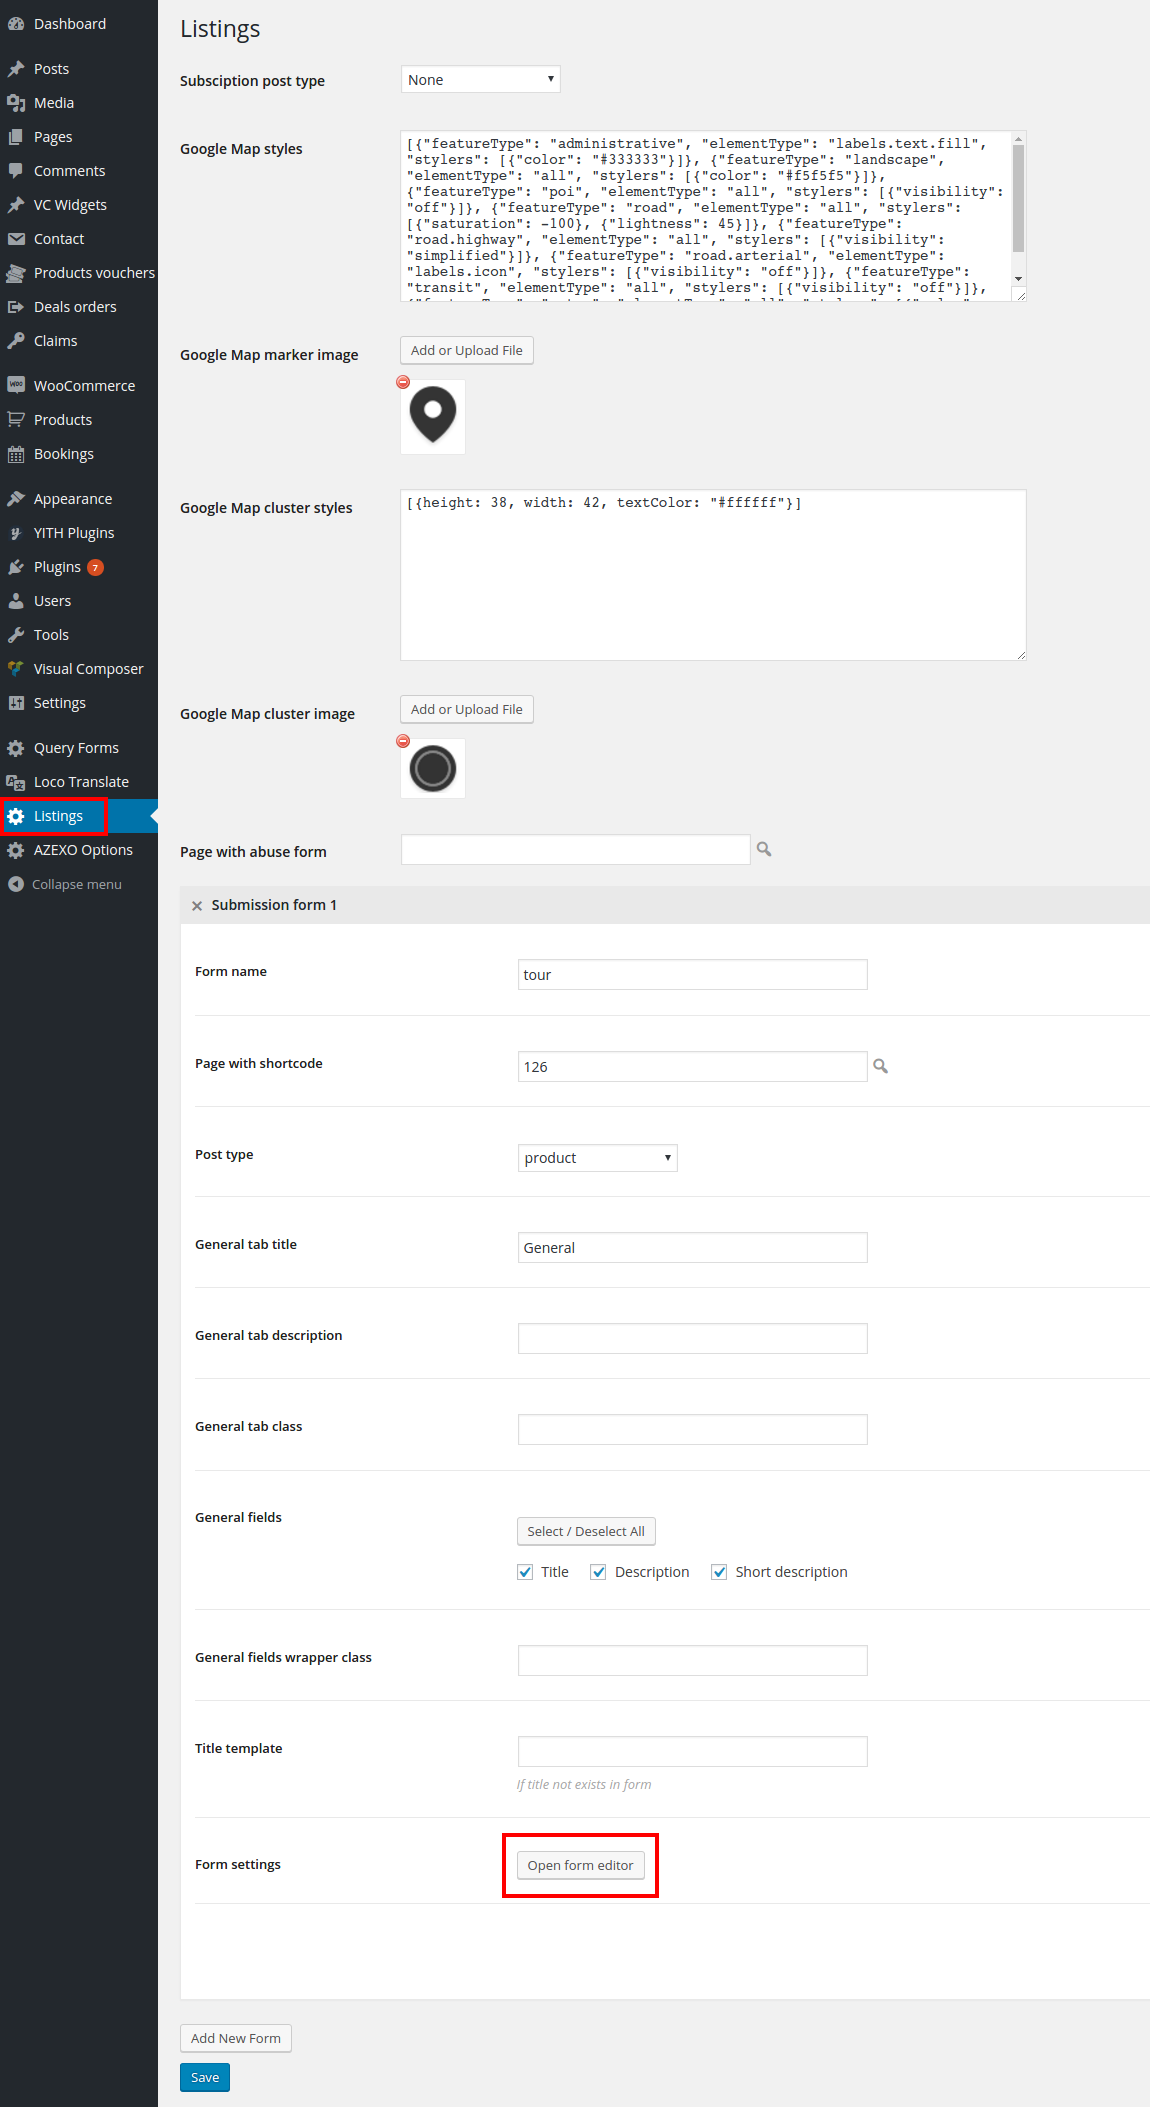 Dashboard
Posts
Media
Pages
Comments
VC Widgets
Contact
Products vouchers
Deals orders
Claims
WooCommerce
Products
Bookings
Appearance
YITH Plugins
Plugins 7
Users
Tools
Visual Composer
Settings
Query Forms
Loco Translate
Listings
AZEXO Options
Collapse menu
Listings
Subsciption post type
None
Google Map styles
[{"featureType": "administrative", "elementType": "labels.text.fill",
"stylers": [{"color": "#333333"}]}, {"featureType": "landscape",
"elementType": "all", "stylers": [{"color": "#f5f5f5"}]},
{"featureType": "poi", "elementType": "all", "stylers": [{"visibility":
"off"}]}, {"featureType": "road", "elementType": "all", "stylers":
[{"saturation": -100}, {"lightness": 45}]}, {"featureType":
"road.highway", "elementType": "all", "stylers": [{"visibility":
"simplified"}]}, {"featureType": "road.arterial", "elementType":
"labels.icon", "stylers": [{"visibility": "off"}]}, {"featureType":
"transit", "elementType": "all", "stylers": [{"visibility": "off"}]},
Google Map marker image
Add or Upload File
Google Map cluster styles
[{height: 38, width: 42, textColor: "#ffffff"}]
Google Map cluster image
Add or Upload File
Page with abuse form
Submission form 1
Form name
tour
Page with shortcode
126
Post type
product
General tab title
General
General tab description
General tab class
General fields
Select / Deselect All
Title Description Short description
General fields wrapper class
Title template
If title not exists in form
Form settings
Open form editor
Add New Form
Save